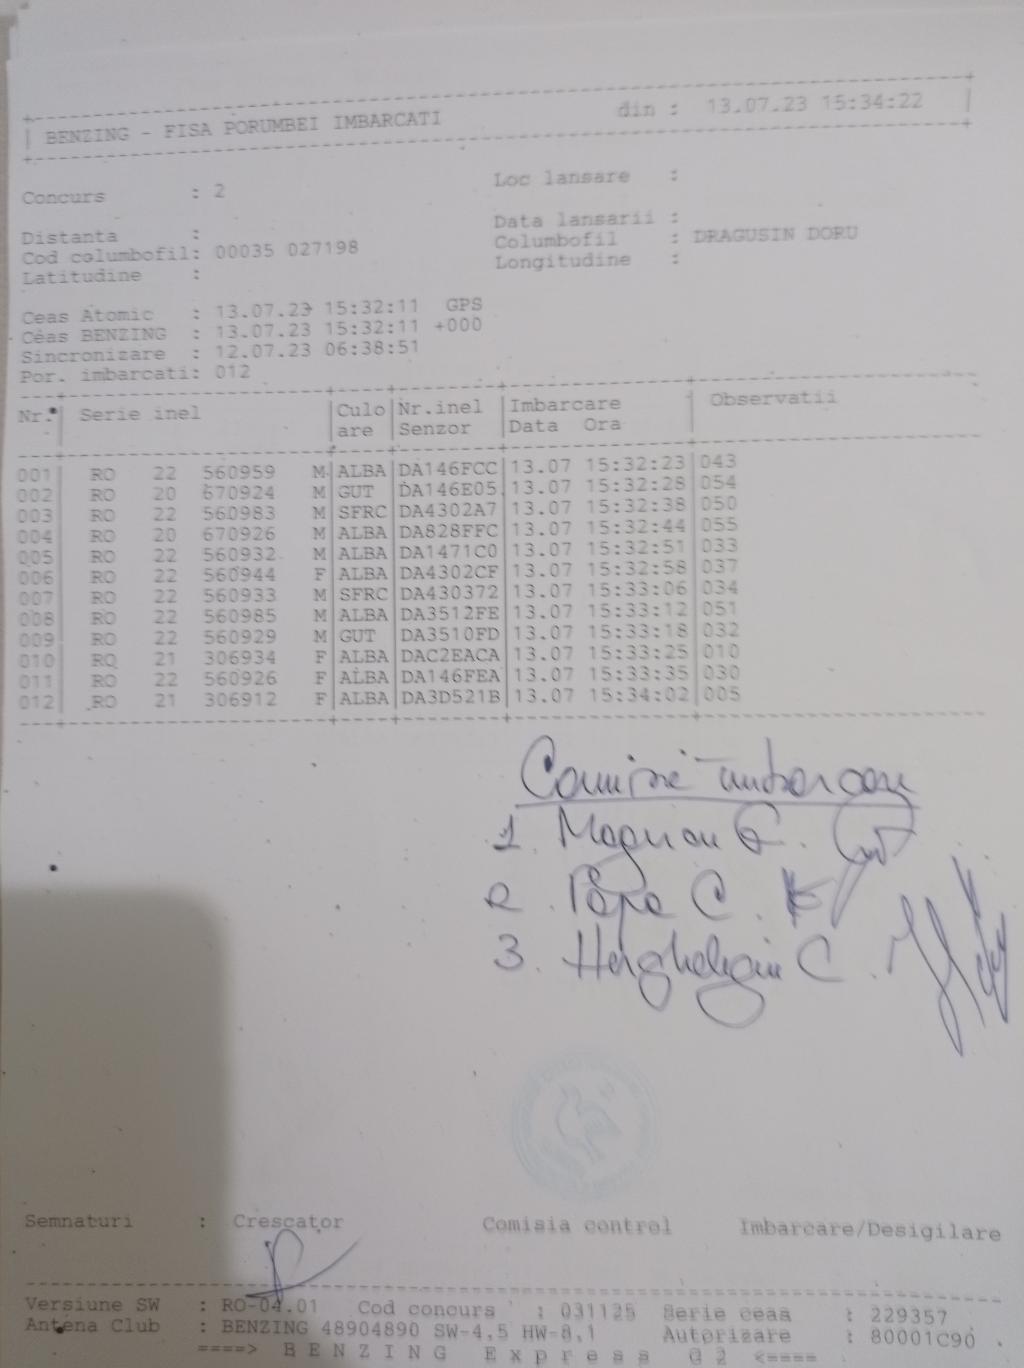 BENZING - FISA PORUMBEI IMBARCATI din : 13.07.23 15:34:22
Concurs : 2 Loc lansare :
Data lansarii :
Distanta :
Cod columbofil: 00035 027198 Columbofil : DRAGUSIN DORU
Latitudine : Longitudine :
Ceas Atomic : 13.07.23 15:32:11 GPS
Ceas BENZING : 13.07.23 15:32:11 +000
Sincronizare : 12.07.23 06:38:51
Por. imbarcati: 012
Nr. Serie inel Culo Nr.inel Imbarcare Observatii
are Senzor Data Ora
001 RO 22 560959 M ALBA DA146FCC 13.07 15:32:23 043
002 RO 20 670924 M GUT DA146E05 13.07 15:32:28 054
003 RO 22 560983 M SFRC DA4302A7 13.07 15:32:38 050
004 RO 20 670926 M ALBA DA828FFC 13.07 15:32:44 055
005 RO 22 560932 M ALBA DA1471C0 13.07 15:32:51 033
006 RO 22 560944 F ALBA DA4302CF 13.07 15:32:58 037
007 RO 22 560933 M SFRC DA430372 13.07 15:33:06 034
008 RO 22 560985 M ALBA DA3512FE 13.07 15:33:12 051
009 RO 22 560929 M GUT DA3510FD 13.07 15:33:18 032
010 RO 21 306934 F ALBA DAC2EACA 13.07 15:33:25 010
011 RO 22 560926 F ALBA DA146FEA 13.07 15:33:35 030
012 RO 21 306912 F ALBA DA3D521B 13.07 15:34:02 005
1.
2. Popa C.
3. Herghelegiu C.
Semnaturi : Crescator Comisia control Imbarcare/Desigilare
Versiune SW : RO-04.01 Cod concurs : 031125 Serie ceas : 229357
Antena Club : BENZING 48904890 SW-4,5 HW-8,1 Autorizare : 80001C90
====> B E N Z I N G E x p r e s s G 2 <====